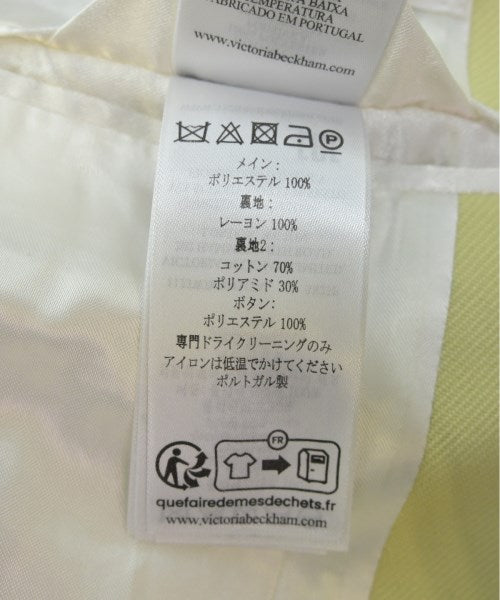 BAIXA
TEMPERATURA
FABRICADO EM PORTUGAL
www.victoriabeckham.com
P
メイン：
ポリエステル 100%
裏地：
レーヨン 100%
裏地2：
コットン 70%
ポリアミド 30%
ボタン：
ポリエステル 100%
専門ドライクリーニングのみ
アイロンは低温でかけてください
ポルトガル製
FR
quefairedemesdechets.fr
www.victoriabeckham.com